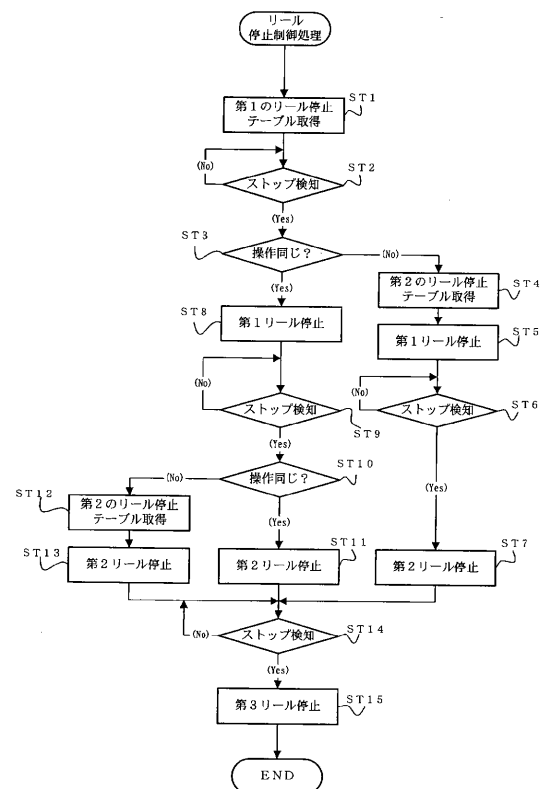 リール
停止制御処理
ST1
第1のリール停止
テーブル取得
(No)
ストップ検知
ST2
(Yes)
ST3
操作同じ？
(No)
(Yes)
第2のリール停止
テーブル取得
ST4
ST8
第1リール停止
第1リール停止
ST5
(No)
(No)
ストップ検知
ST9
ストップ検知
ST6
(Yes)
操作同じ？
ST10
(No)
ST12
第2のリール停止
テーブル取得
(Yes)
(Yes)
ST13
第2リール停止
第2リール停止
ST11
第2リール停止
ST7
(No)
ストップ検知
ST14
(Yes)
第3リール停止
ST15
END